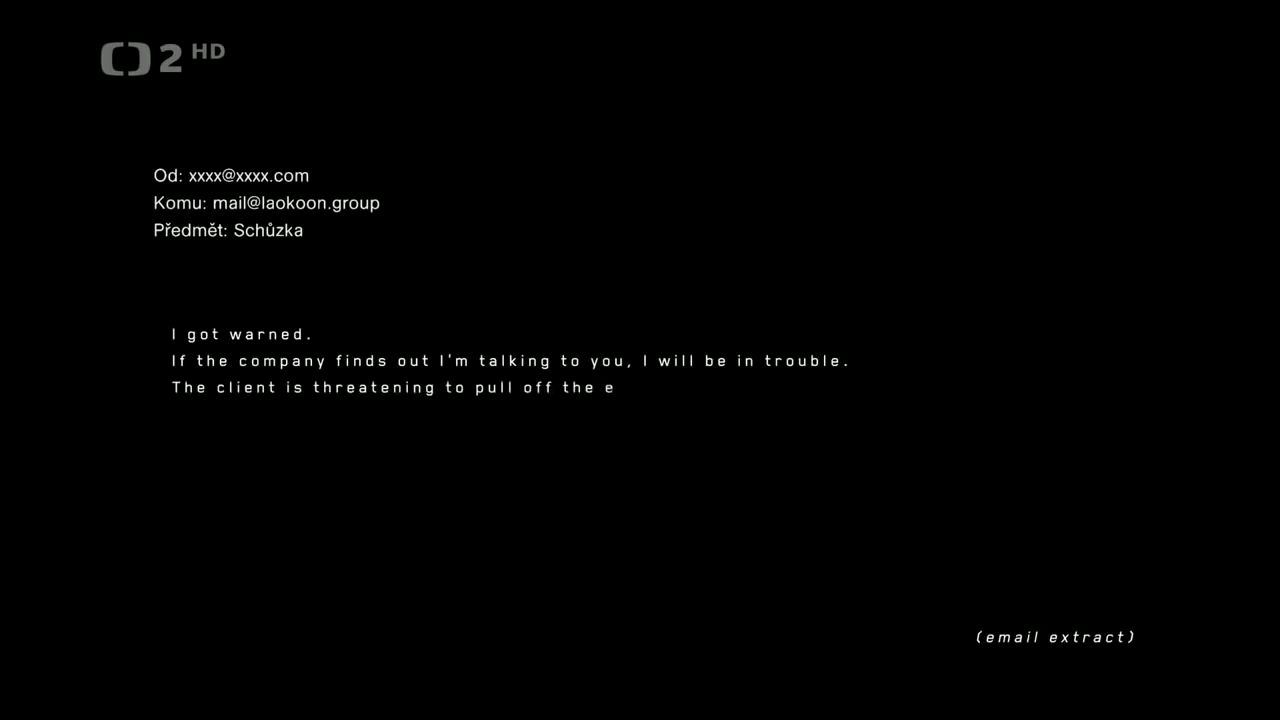 2 HD
Od: xxxx@xxxx.com
Komu: mail@laokoon.group
Předmět: Schůzka
I got warned.
If the company finds out I'm talking to you, I will be in trouble.
The client is threatening to pull off the e
(email extract)